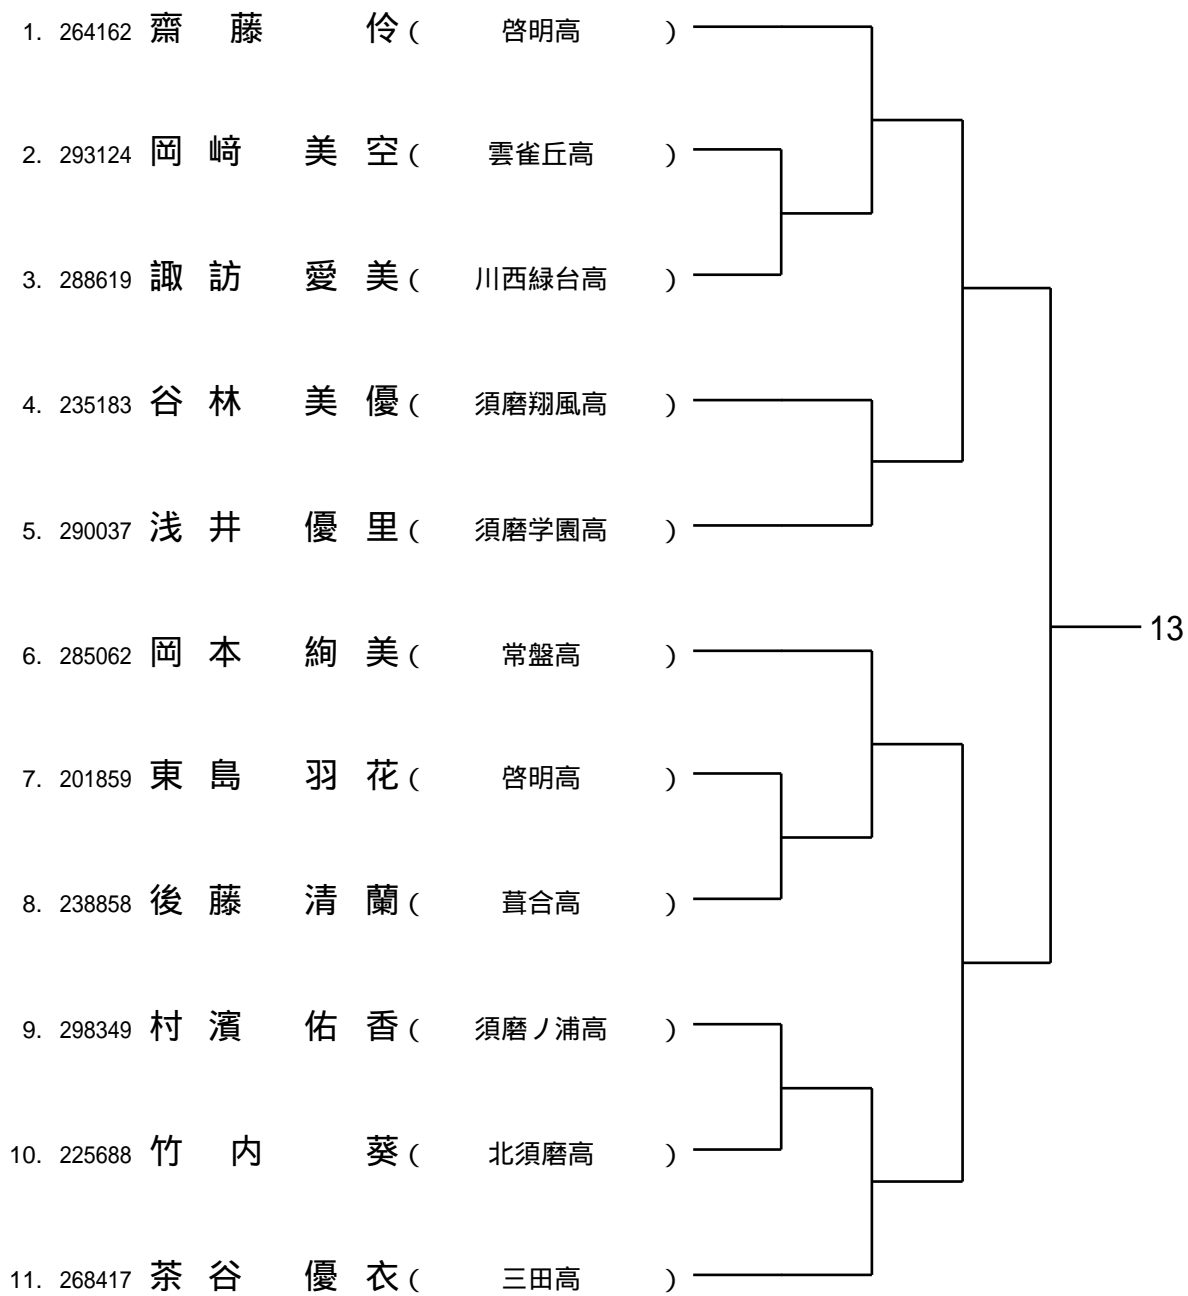 1. 264162 齋藤 伶 ( 啓明高 )
2. 293124 岡﨑 美空 ( 雲雀丘高 )
3. 288619 諏訪 愛美 ( 川西緑台高 )
4. 235183 谷林 美優 ( 須磨翔風高 )
5. 290037 浅井 優里 ( 須磨学園高 )
13
6. 285062 岡本 絢美 ( 常盤高 )
7. 201859 東島 羽花 ( 啓明高 )
8. 238858 後藤 清蘭 ( 葺合高 )
9. 298349 村濱 佑香 ( 須磨ノ浦高 )
10. 225688 竹内 葵 ( 北須磨高 )
11. 268417 茶谷 優衣 ( 三田高 )